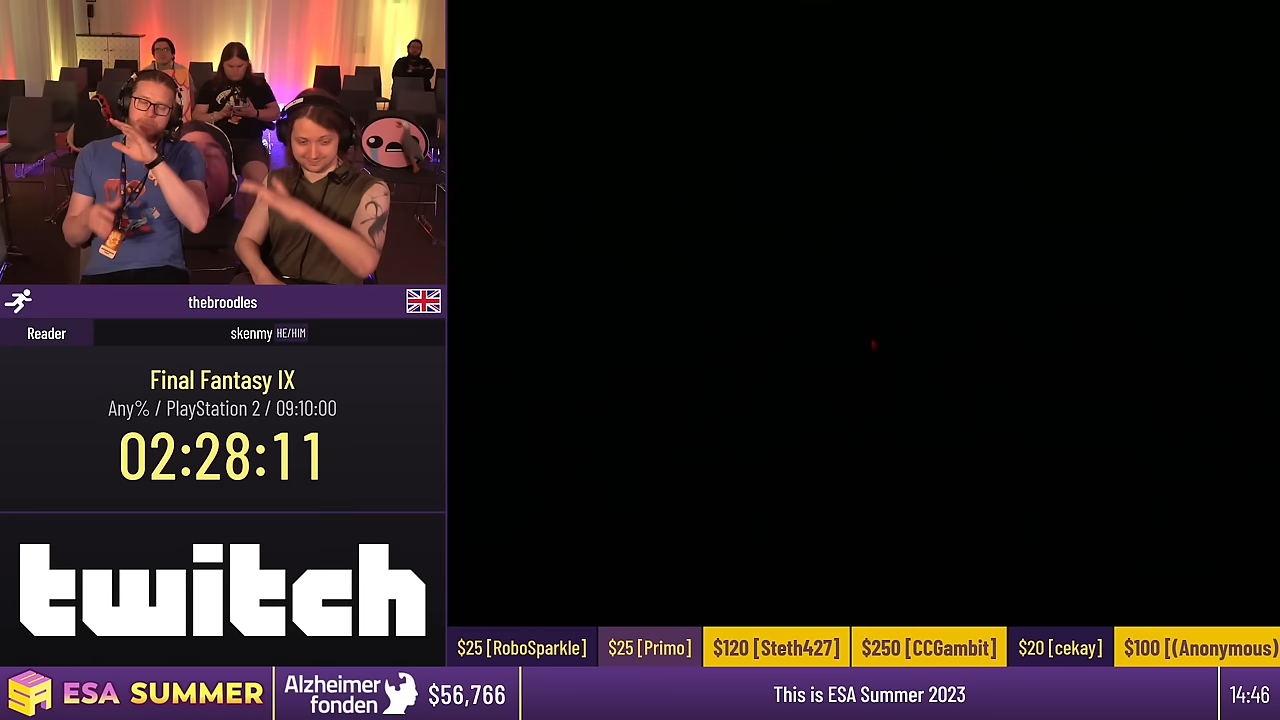 thebroodles
Reader
skenmy HE/HIM
Final Fantasy IX
Any% / PlayStation 2 / 09:10:00
02:28:11
twitch
$25 [RoboSparkle]
$25 [Primo]
$120 [Steth427]
$250 [CCGambit]
$20 [cekay]
$100 [(Anonymous)
ESA SUMMER
Alzheimer
fonden
$56,766
This is ESA Summer 2023
14:46